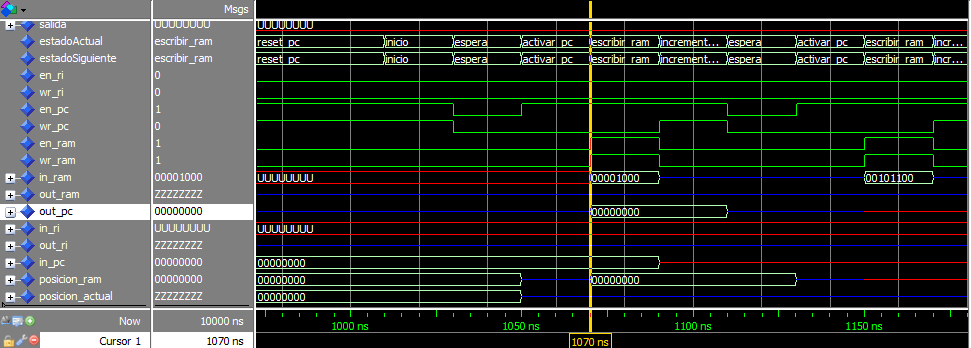 Msgs
salida UUUUUUUU UUUUUUUU
estadoActual escribir_ram reset_pc inicio espera activar_pc escribir_ram increment... espera activar_pc escribir_ram incr...
estadoSiguiente escribir_ram reset_pc inicio espera activar_pc escribir_ram increment... espera activar_pc escribir_ram incr...
en_ri 0
wr_ri 0
en_pc 1
wr_pc 0
en_ram 1
wr_ram 1
in_ram 00001000 UUUUUUUU 00001000 00101100
out_ram ZZZZZZZZ
out_pc 00000000 00000000
in_ri UUUUUUUU UUUUUUUU
out_ri ZZZZZZZZ
in_pc 00000000 00000000
posicion_ram 00000000 00000000 00000000
posicion_actual ZZZZZZZZ 00000000
Now 10000 ns 1000 ns 1050 ns 1100 ns 1150 ns
Cursor 1 1070 ns 1070 ns